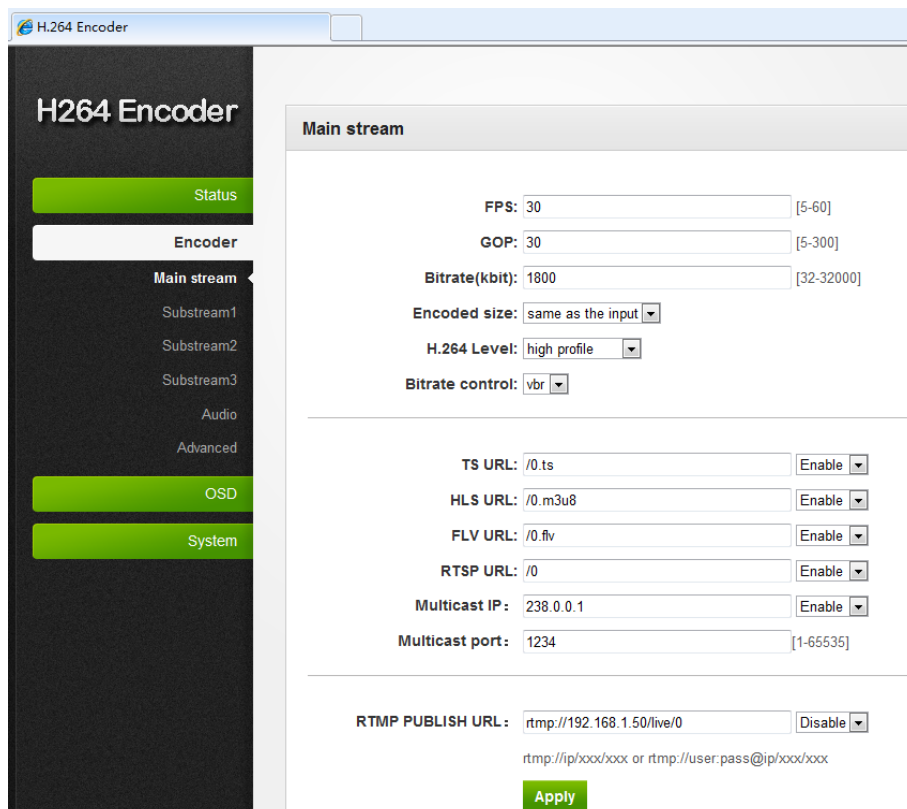 H.264 Encoder
H264 Encoder
Status
Encoder
Main stream
Substream1
Substream2
Substream3
Audio
Advanced
OSD
System
Main stream
FPS: 30 [5-60]
GOP: 30 [5-300]
Bitrate(kbit): 1800 [32-32000]
Encoded size: same as the input
H.264 Level: high profile
Bitrate control: vbr
TS URL: /0.ts Enable
HLS URL: /0.m3u8 Enable
FLV URL: /0.flv Enable
RTSP URL: /0 Enable
Multicast IP： 238.0.0.1 Enable
Multicast port： 1234 [1-65535]
RTMP PUBLISH URL： rtmp://192.168.1.50/live/0 Disable
rtmp://ip/xxx/xxx or rtmp://user:pass@ip/xxx/xxx
Apply